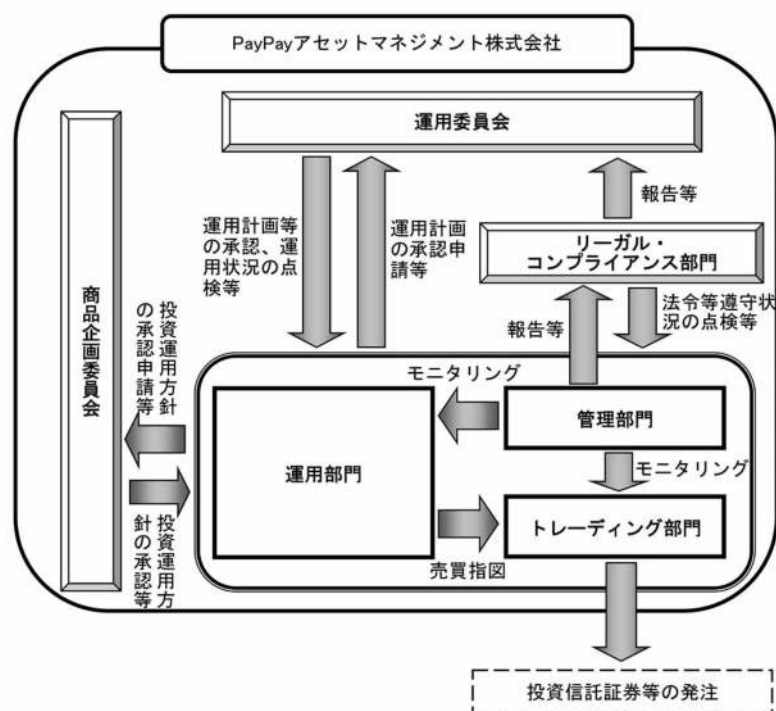 PayPayアセットマネジメント株式会社
運用委員会
運用計画等
の承認、運
用状況の点
検等
運用計画
の承認申
請等
報告等
リーガル・
コンプライアンス部門
報告等
法令等遵守状
況の点検等
商品企画委員会
投資運用方針
の承認申請等
投資運用方
針の承認等
モニタリング
運用部門
管理部門
モニタリング
トレーディング部門
売買指図
投資信託証券等の発注